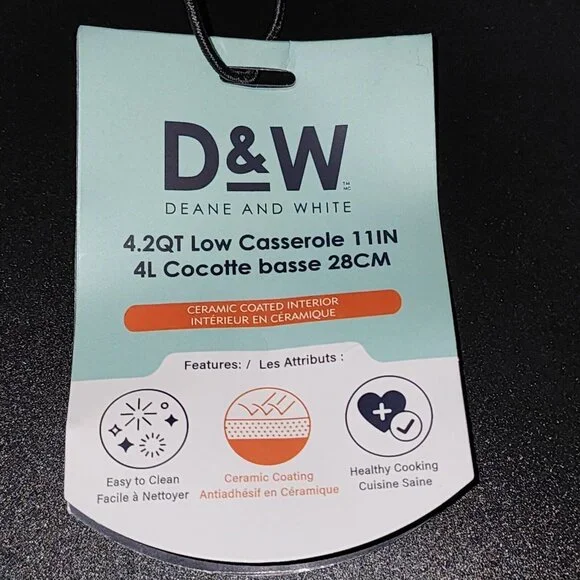 D&W TM MC
DEANE AND WHITE
4.2QT Low Casserole 11IN
4L Cocotte basse 28CM
CERAMIC COATED INTERIOR
INTÉRIEUR EN CÉRAMIQUE
Features: / Les Attributs :
Easy to Clean
Facile à Nettoyer
Ceramic Coating
Antiadhésif en Céramique
Healthy Cooking
Cuisine Saine